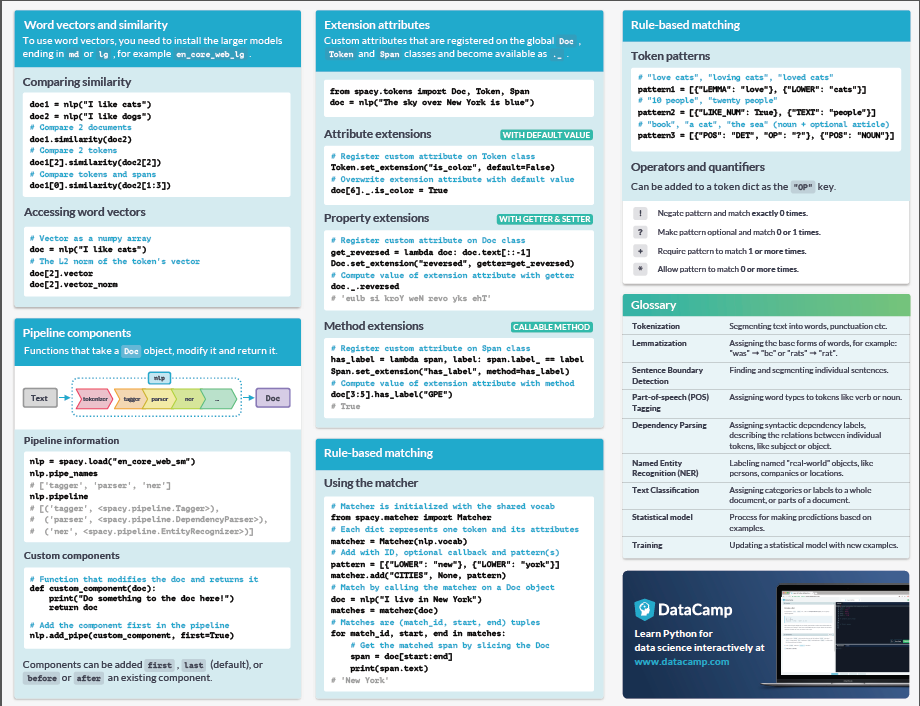 Word vectors and similarity
To use word vectors, you need to install the larger models
ending in md or lg , for example en_core_web_lg .
Comparing similarity
doc1 = nlp("I like cats")
doc2 = nlp("I like dogs")
# Compare 2 documents
doc1.similarity(doc2)
# Compare 2 tokens
doc1[2].similarity(doc2[2])
# Compare tokens and spans
doc1[0].similarity(doc2[1:3])
Accessing word vectors
# Vector as a numpy array
doc = nlp("I like cats")
# The L2 norm of the token's vector
doc[2].vector
doc[2].vector_norm
Pipeline components
Functions that take a Doc object, modify it and return it.
nlp
Text tokenizer tagger parser ner ... Doc
Pipeline information
nlp = spacy.load("en_core_web_sm")
nlp.pipe_names
# ['tagger', 'parser', 'ner']
nlp.pipeline
# [('tagger', <spacy.pipeline.Tagger>),
#  ('parser', <spacy.pipeline.DependencyParser>),
#  ('ner', <spacy.pipeline.EntityRecognizer>)]
Custom components
# Function that modifies the doc and returns it
def custom_component(doc):
    print("Do something to the doc here!")
    return doc
# Add the component first in the pipeline
nlp.add_pipe(custom_component, first=True)
Components can be added first , last (default), or
before or after an existing component.
Extension attributes
Custom attributes that are registered on the global Doc ,
Token and Span classes and become available as ._ .
from spacy.tokens import Doc, Token, Span
doc = nlp("The sky over New York is blue")
Attribute extensions WITH DEFAULT VALUE
# Register custom attribute on Token class
Token.set_extension("is_color", default=False)
# Overwrite extension attribute with default value
doc[6]._.is_color = True
Property extensions WITH GETTER & SETTER
# Register custom attribute on Doc class
get_reversed = lambda doc: doc.text[::-1]
Doc.set_extension("reversed", getter=get_reversed)
# Compute value of extension attribute with getter
doc._.reversed
# 'eulb si kroY weN revo yks ehT'
Method extensions CALLABLE METHOD
# Register custom attribute on Span class
has_label = lambda span, label: span.label_ == label
Span.set_extension("has_label", method=has_label)
# Compute value of extension attribute with method
doc[3:5].has_label("GPE")
# True
Rule-based matching
Using the matcher
# Matcher is initialized with the shared vocab
from spacy.matcher import Matcher
# Each dict represents one token and its attributes
matcher = Matcher(nlp.vocab)
# Add with ID, optional callback and pattern(s)
pattern = [{"LOWER": "new"}, {"LOWER": "york"}]
matcher.add("CITIES", None, pattern)
# Match by calling the matcher on a Doc object
doc = nlp("I live in New York")
matches = matcher(doc)
# Matches are (match_id, start, end) tuples
for match_id, start, end in matches:
    # Get the matched span by slicing the Doc
    span = doc[start:end]
    print(span.text)
# 'New York'
Rule-based matching
Token patterns
# "love cats", "loving cats", "loved cats"
pattern1 = [{"LEMMA": "love"}, {"LOWER": "cats"}]
# "10 people", "twenty people"
pattern2 = [{"LIKE_NUM": True}, {"TEXT": "people"}]
# "book", "a cat", "the sea" (noun + optional article)
pattern3 = [{"POS": "DET", "OP": "?"}, {"POS": "NOUN"}]
Operators and quantifiers
Can be added to a token dict as the "OP" key.
! Negate pattern and match exactly 0 times.
? Make pattern optional and match 0 or 1 times.
+ Require pattern to match 1 or more times.
* Allow pattern to match 0 or more times.
Glossary
Tokenization Segmenting text into words, punctuation etc.
Lemmatization Assigning the base forms of words, for example:
"was" → "be" or "rats" → "rat".
Sentence Boundary Finding and segmenting individual sentences.
Detection
Part-of-speech (POS) Assigning word types to tokens like verb or noun.
Tagging
Dependency Parsing Assigning syntactic dependency labels,
describing the relations between individual
tokens, like subject or object.
Named Entity Labeling named "real-world" objects, like
Recognition (NER) persons, companies or locations.
Text Classification Assigning categories or labels to a whole
document, or parts of a document.
Statistical model Process for making predictions based on
examples.
Training Updating a statistical model with new examples.
DataCamp
Learn Python for
data science interactively at
www.datacamp.com